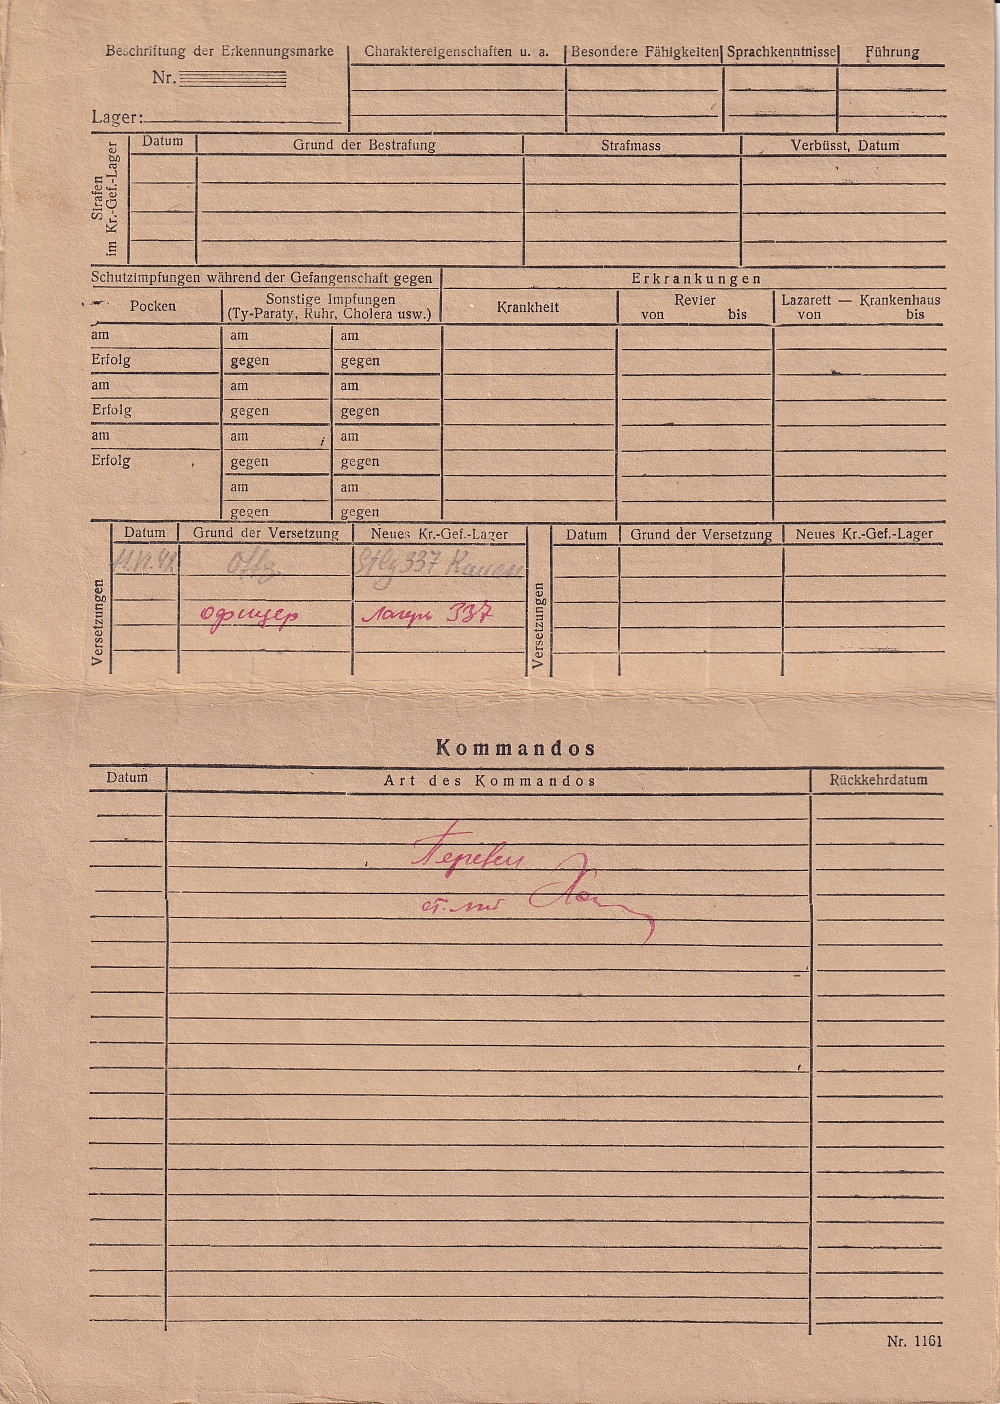 Beschriftung der Erkennungsmarke
Nr.
Lager:
Charaktereigenschaften u. a.
Besondere Fähigkeiten
Sprachkenntnisse
Führung
Strafen
im Kr.-Gef.-Lager
Datum
Grund der Bestrafung
Strafmass
Verbüsst, Datum
Schutzimpfungen während der Gefangenschaft gegen
Erkrankungen
Pocken
Sonstige Impfungen
(Ty-Paraty, Ruhr, Cholera usw.)
Krankheit
Revier
von bis
Lazarett — Krankenhaus
von bis
am am am
Erfolg gegen gegen
am am am
Erfolg gegen gegen
am am am
Erfolg gegen gegen
am am
gegen gegen
Versetzungen
Datum Grund der Versetzung Neues Kr.-Gef.-Lager
Offz. Stlg 337
офицер лагерь 337
Versetzungen
Datum Grund der Versetzung Neues Kr.-Gef.-Lager
Kommandos
Datum Art des Kommandos Rückkehrdatum
Перевел
Nr. 1161